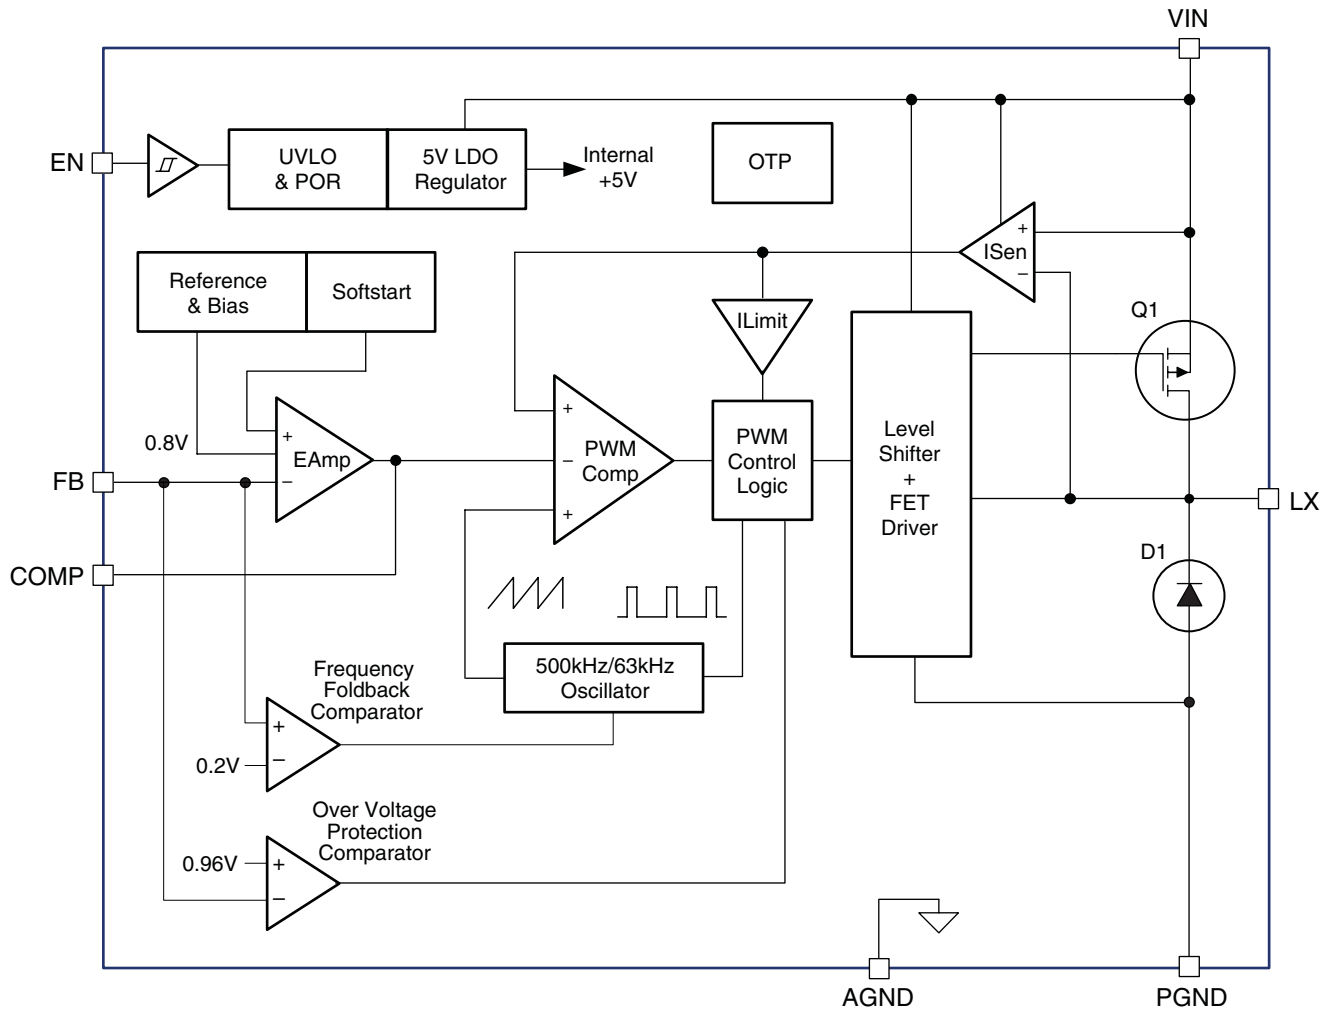 VIN
EN
UVLO
& POR
5V LDO
Regulator
Internal
+5V
OTP
+
ISen
−
Reference
& Bias
Softstart
ILimit
Q1
0.8V
+
EAmp
−
FB
COMP
+
PWM
Comp
−
+
PWM
Control
Logic
Level
Shifter
+
FET
Driver
LX
D1
500kHz/63kHz
Oscillator
Frequency
Foldback
Comparator
+
0.2V
−
Over Voltage
Protection
Comparator
0.96V
+
−
AGND
PGND